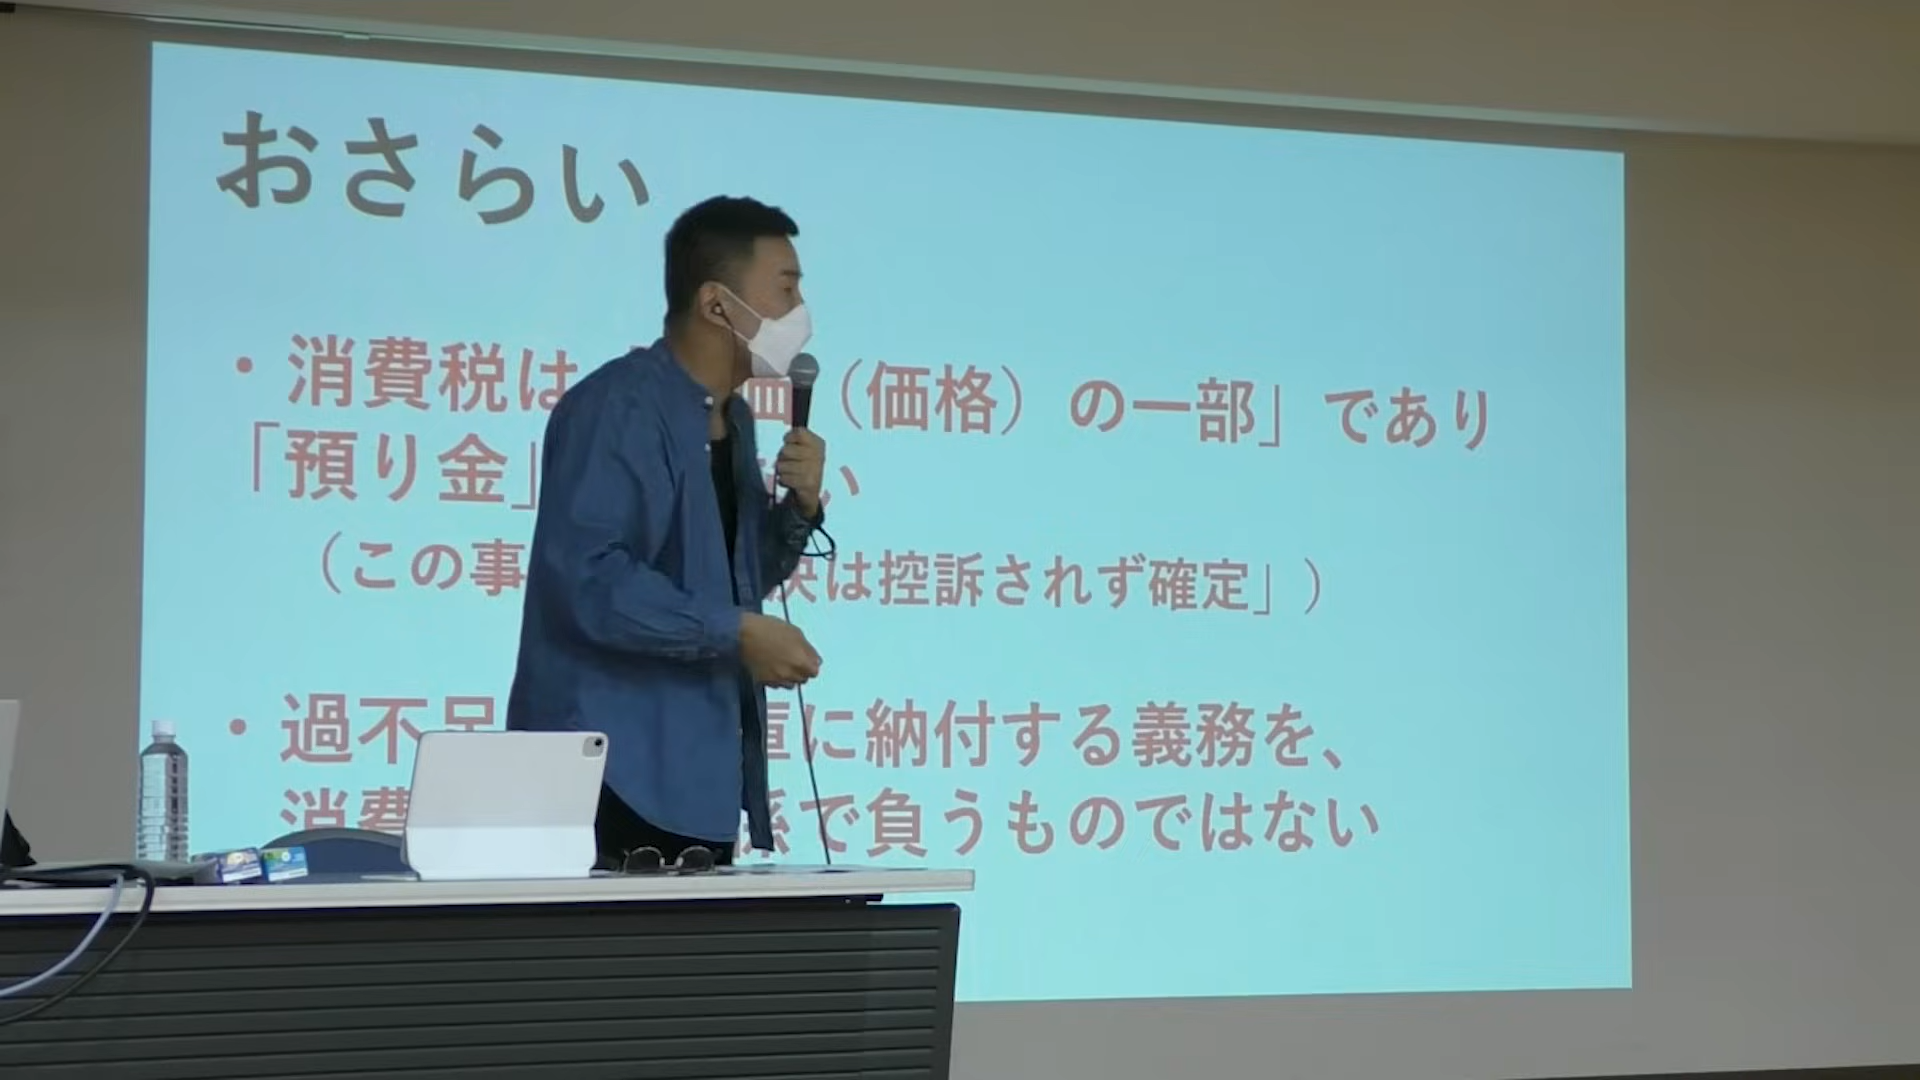 おさらい
・消費税は 価（価格）の一部」であり
「預り金」 い
（この事 決は控訴されず確定」）
・過不足 庫に納付する義務を、
消費 係で負うものではない